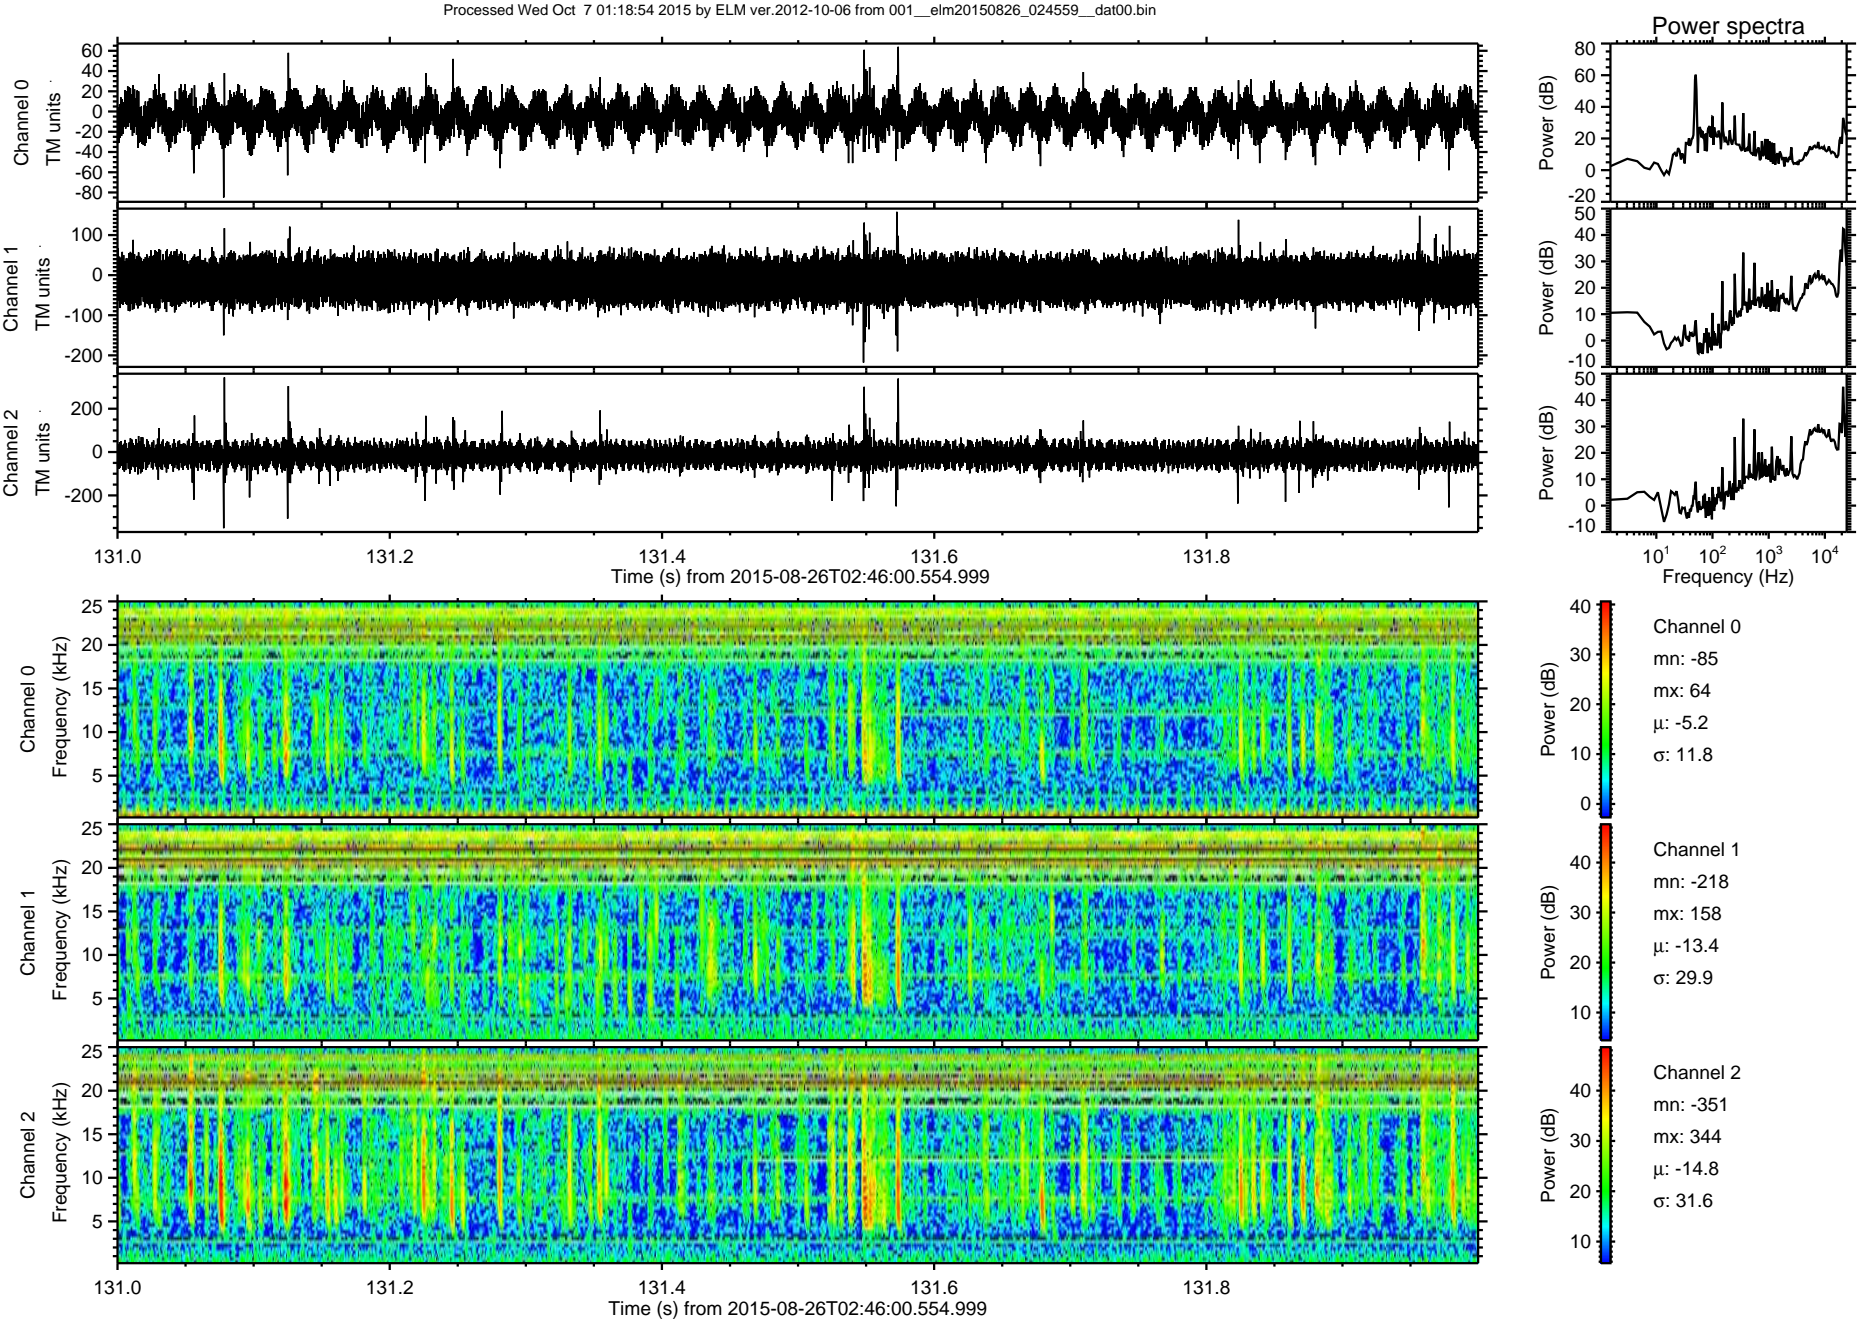 Processed Wed Oct 7 01:18:54 2015 by ELM ver.2012-10-06 from 001__elm20150826_024559__dat00.bin
Power spectra
Channel 0
TM units
60
40
20
0
-20
-40
-60
-80
Power (dB)
80
60
40
20
0
-20
Channel 1
TM units
100
0
-100
-200
Power (dB)
50
40
30
20
10
0
-10
Channel 2
TM units
200
0
-200
Power (dB)
50
40
30
20
10
0
-10
131.0 131.2 131.4 131.6 131.8
Time (s) from 2015-08-26T02:46:00.554.999
10¹ 10² 10³ 10⁴
Frequency (Hz)
Channel 0
Frequency (kHz)
25
20
15
10
5
Power (dB)
40
30
20
10
0
Channel 0
mn: -85
mx: 64
μ: -5.2
σ: 11.8
Channel 1
Frequency (kHz)
25
20
15
10
5
Power (dB)
40
30
20
10
Channel 1
mn: -218
mx: 158
μ: -13.4
σ: 29.9
Channel 2
Frequency (kHz)
25
20
15
10
5
Power (dB)
40
30
20
10
Channel 2
mn: -351
mx: 344
μ: -14.8
σ: 31.6
131.0 131.2 131.4 131.6 131.8
Time (s) from 2015-08-26T02:46:00.554.999